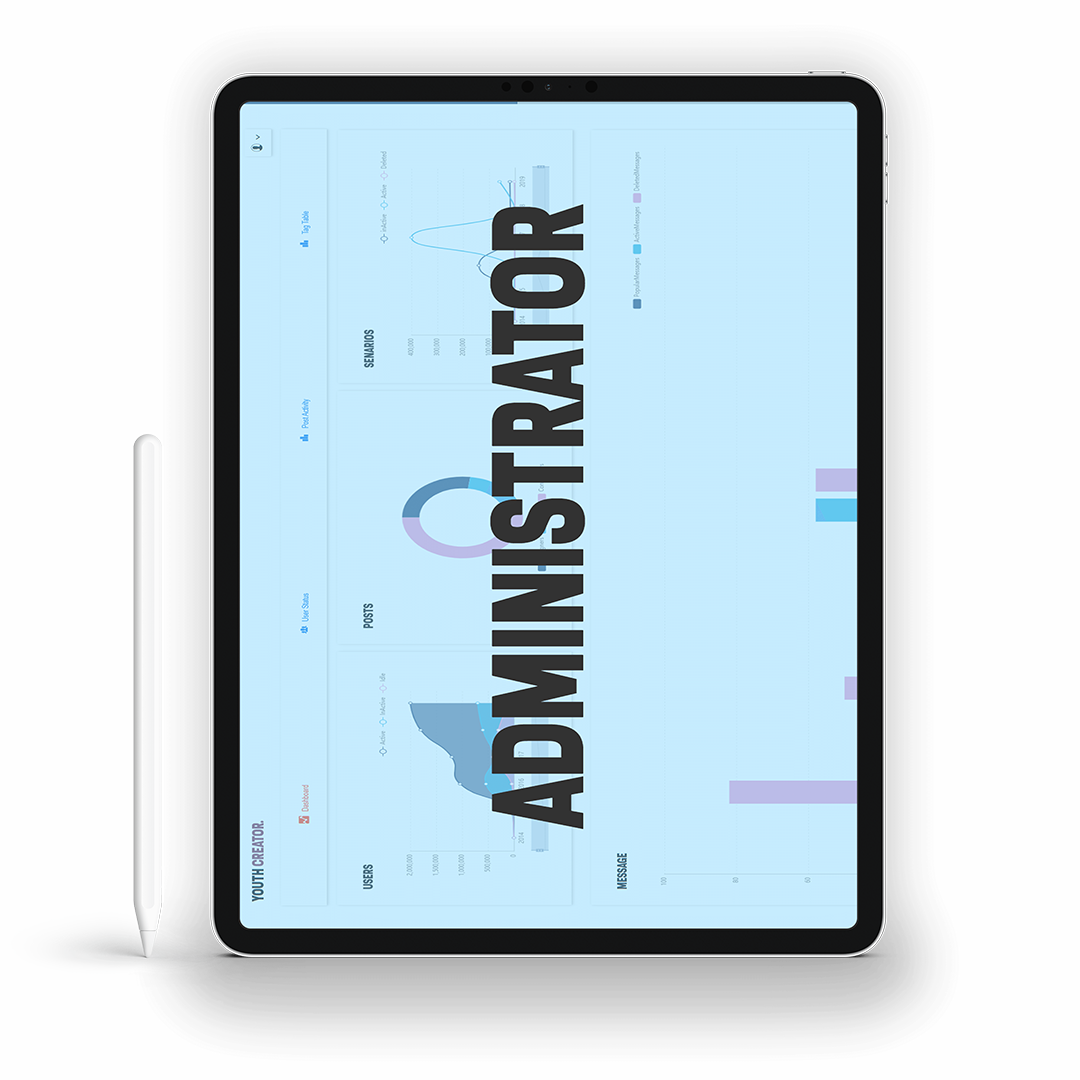 YOUTH CREATOR.
Dashboard
User Status
Post Activity
Tag Table
USERS
Active
InActive
Idle
2,000,000
1,500,000
1,000,000
500,000
0
2014
POSTS
SENARIOS
InActive
Active
Deleted
400,000
300,000
200,000
100,000
2019
ADMINISTRATOR
MESSAGE
PopularMessages
ActiveMessages
DeletedMessages
100
80
60